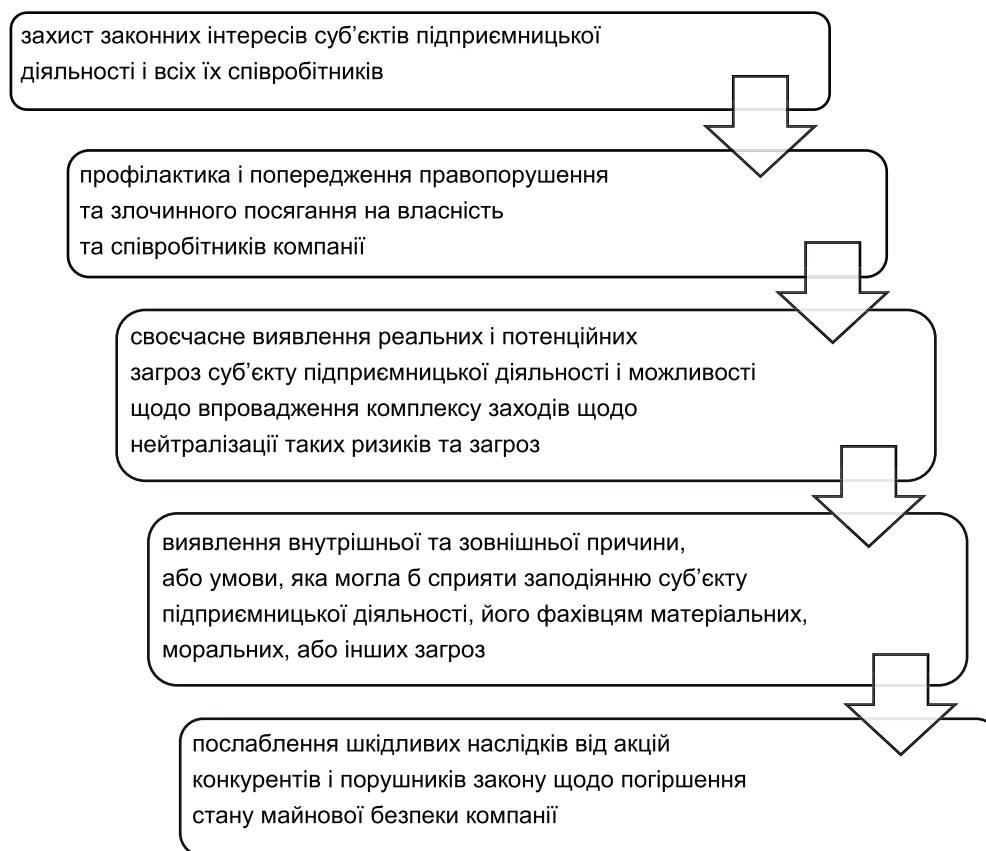 захист законних інтересів суб’єктів підприємницької
діяльності і всіх їх співробітників
профілактика і попередження правопорушення
та злочинного посягання на власність
та співробітників компанії
своєчасне виявлення реальних і потенційних
загроз суб’єкту підприємницької діяльності і можливості
щодо впровадження комплексу заходів щодо
нейтралізації таких ризиків та загроз
виявлення внутрішньої та зовнішньої причини,
або умови, яка могла б сприяти заподіянню суб’єкту
підприємницької діяльності, його фахівцям матеріальних,
моральних, або інших загроз
послаблення шкідливих наслідків від акцій
конкурентів і порушників закону щодо погіршення
стану майнової безпеки компанії